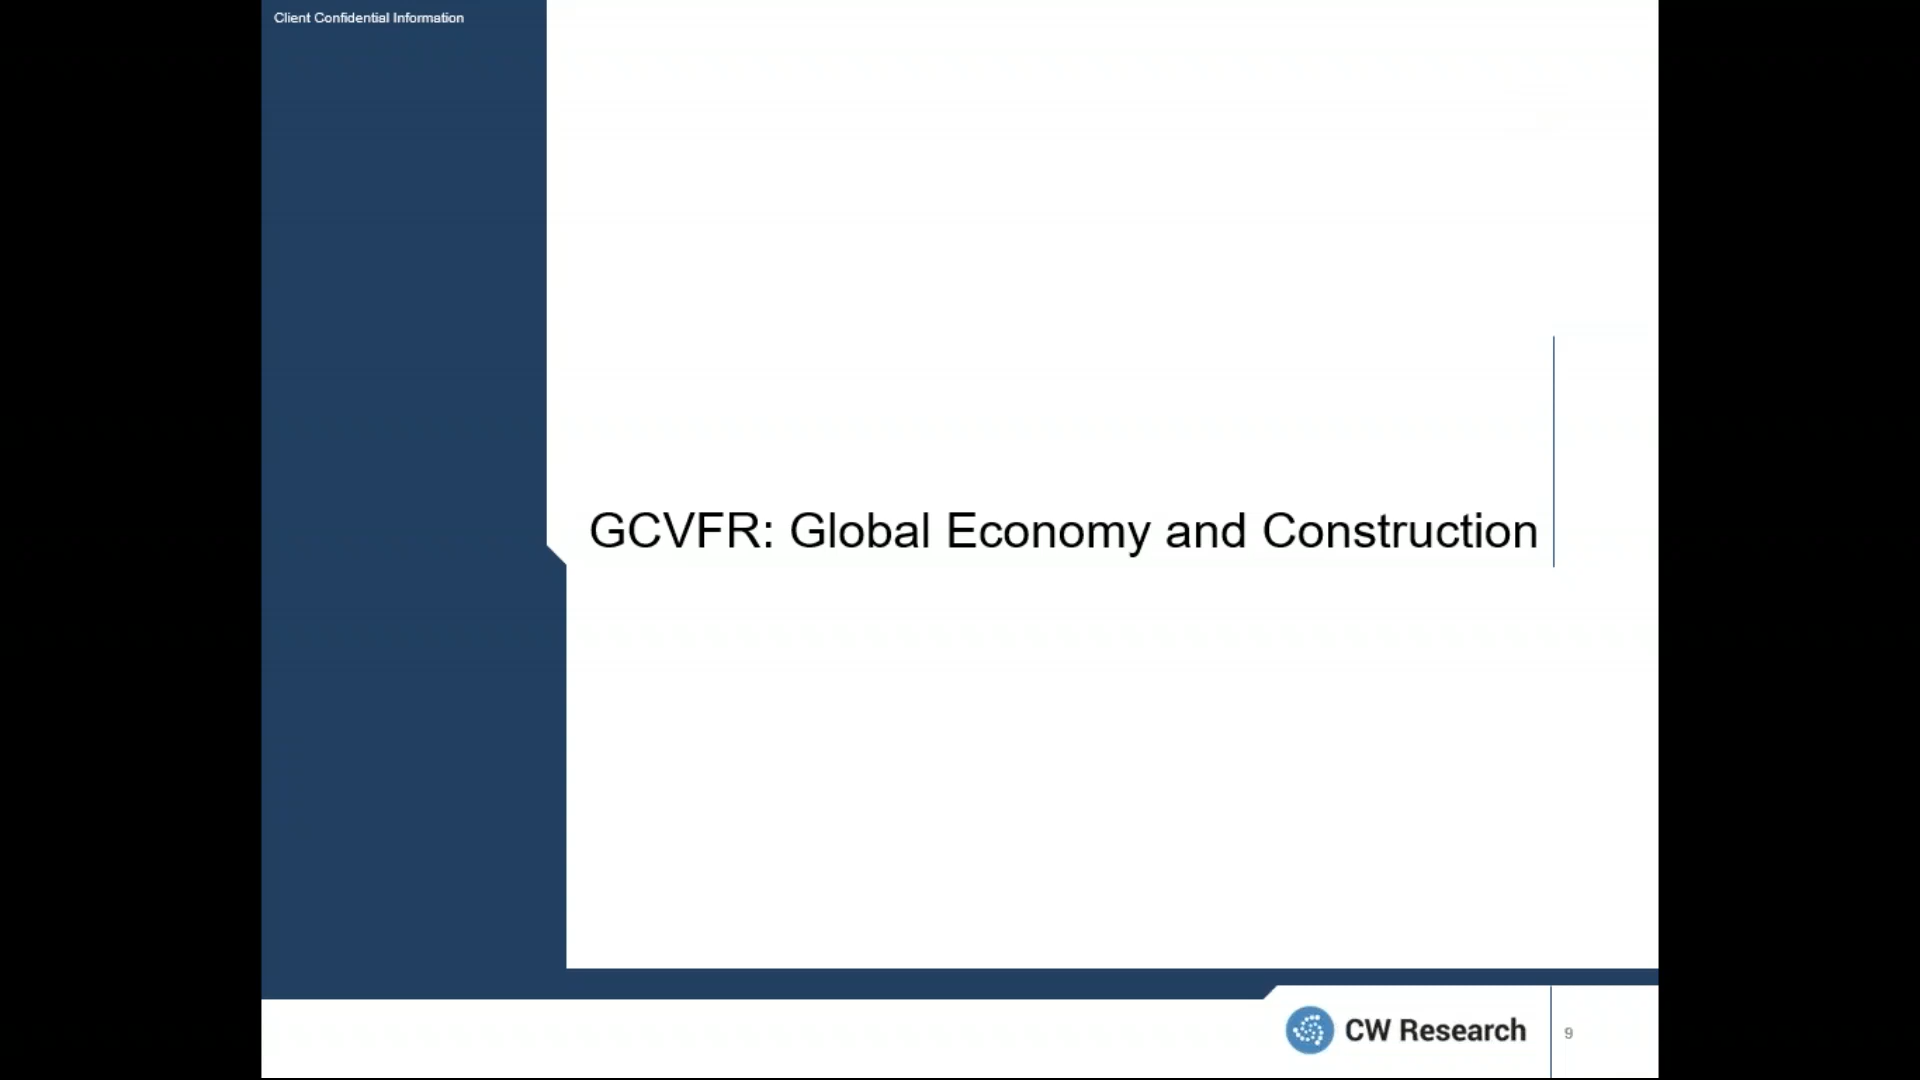 Client Confidential Information
GCVFR: Global Economy and Construction
CW Research
9